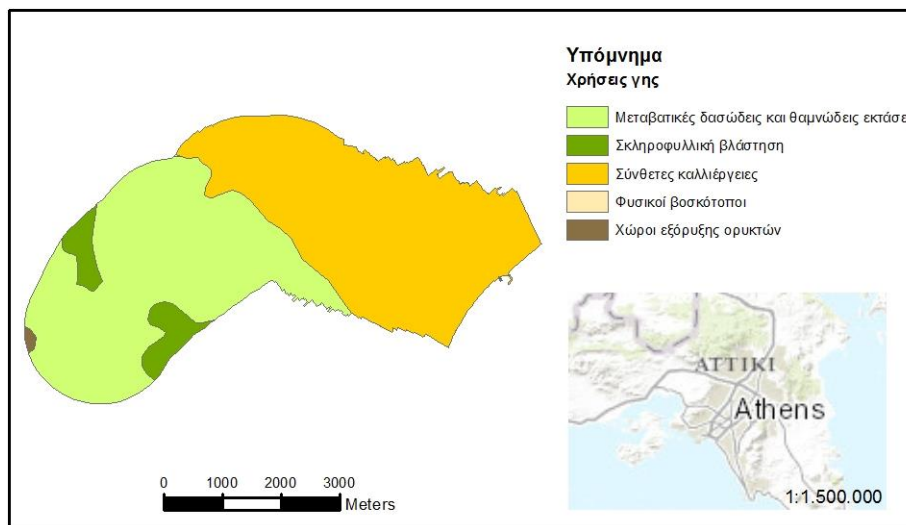 Υπόμνημα
Χρήσεις γης
Μεταβατικές δασώδεις και θαμνώδεις εκτάσε
Σκληροφυλλική βλάστηση
Σύνθετες καλλιέργειες
Φυσικοί βοσκότοποι
Χώροι εξόρυξης ορυκτών
ATTIKI
Athens
1:1.500.000
0 1000 2000 3000
Meters